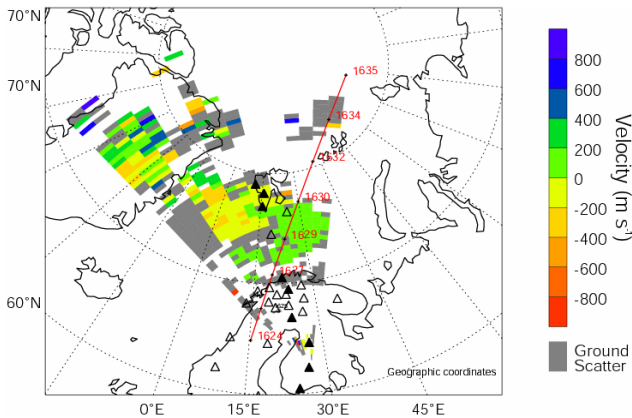 70°N
70°N
60°N
1635
1634
1632
1630
1629
1627
1624
Geographic coordinates
0°E
15°E
30°E
45°E
800
600
400
200
0
-200
-400
-600
-800
Velocity (m s⁻¹)
Ground
Scatter